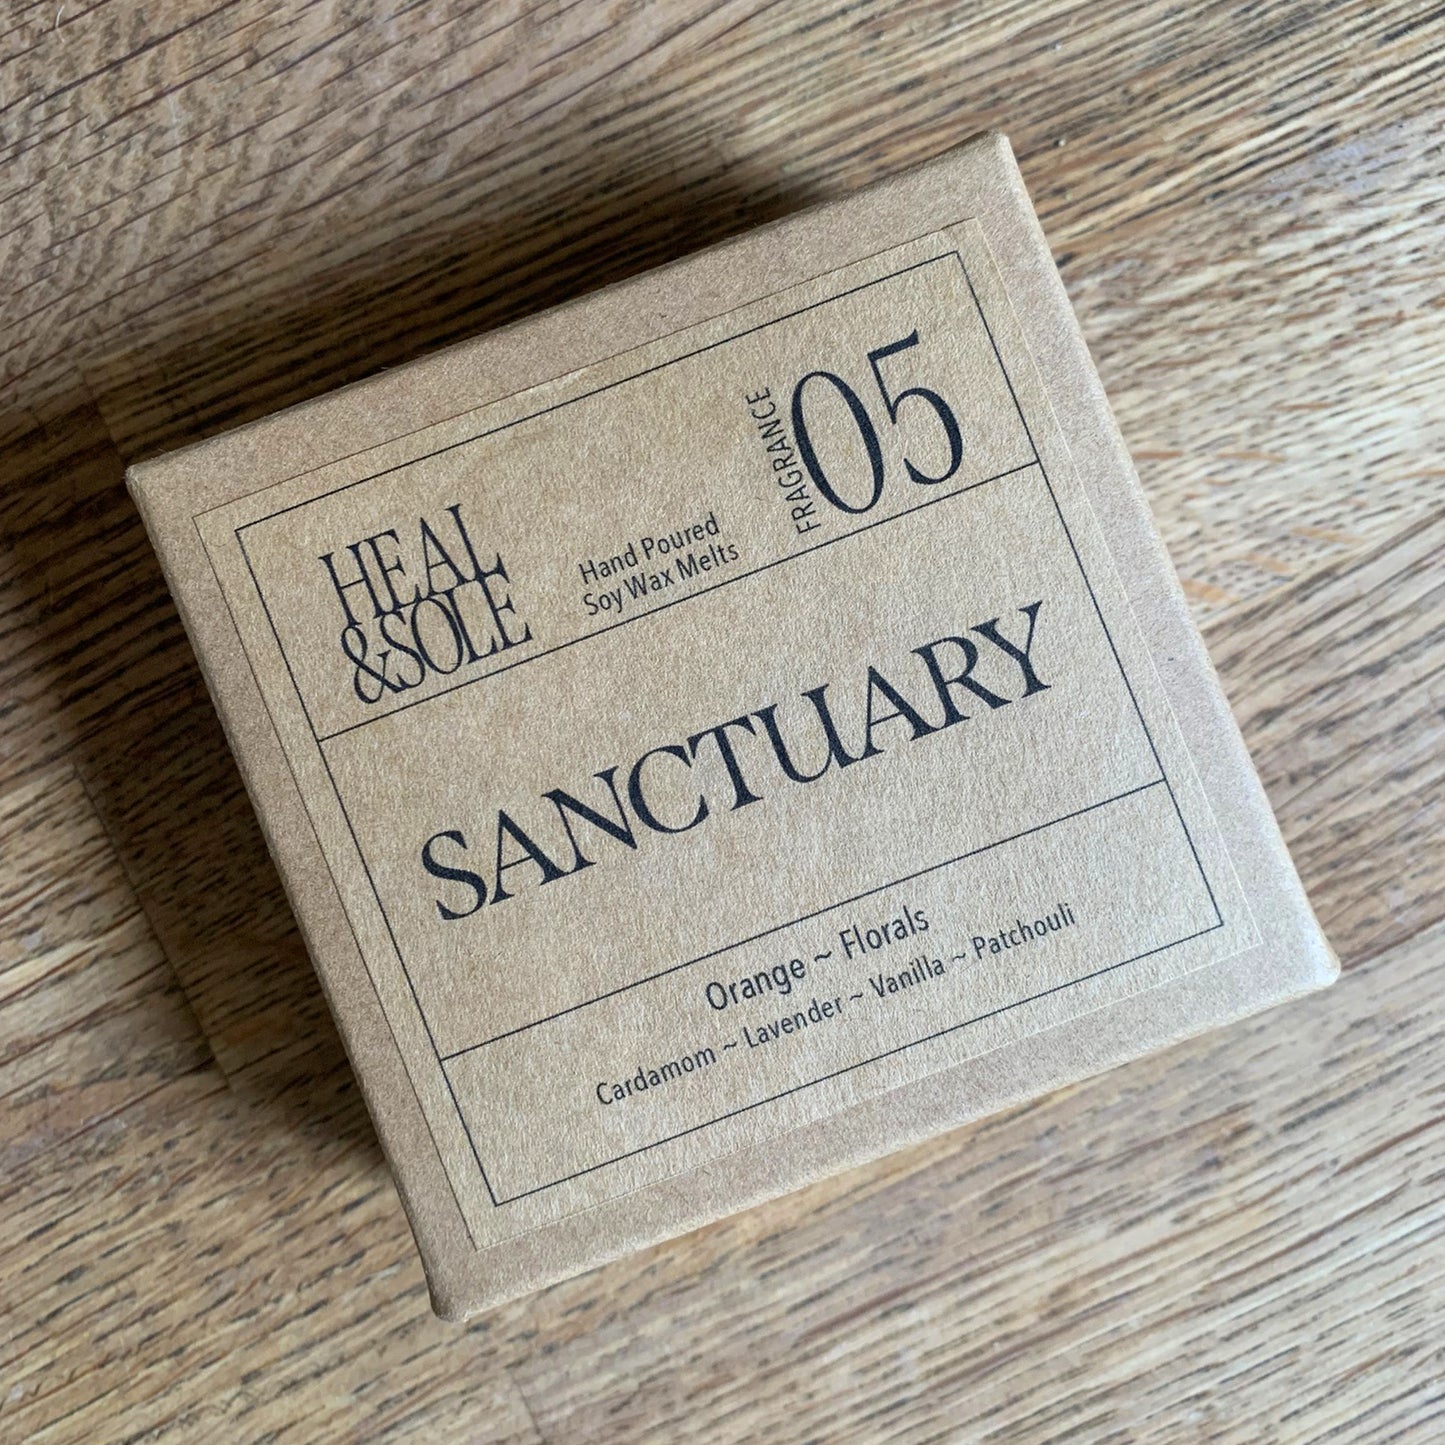 HEAL
&SOLE
Hand Poured
Soy Wax Melts
FRAGRANCE
05
SANCTUARY
Orange ~ Florals
Cardamom ~ Lavender ~ Vanilla ~ Patchouli